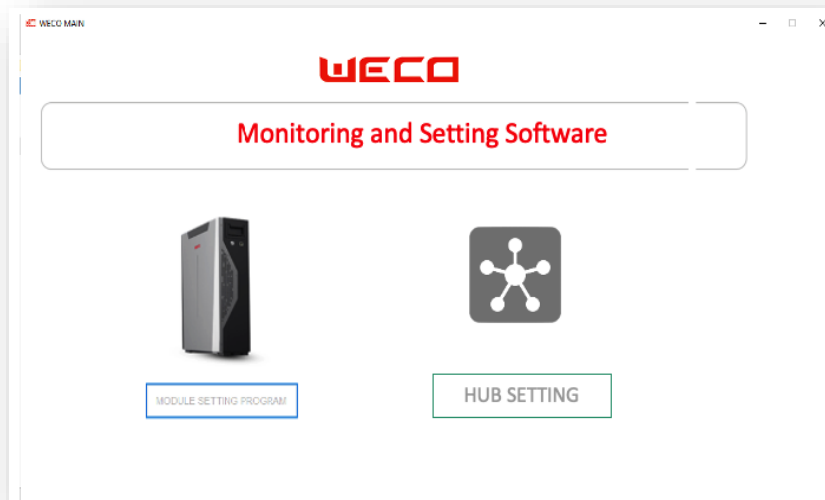 WECO MAIN
WECO
Monitoring and Setting Software
MODULE SETTING PROGRAM
HUB SETTING